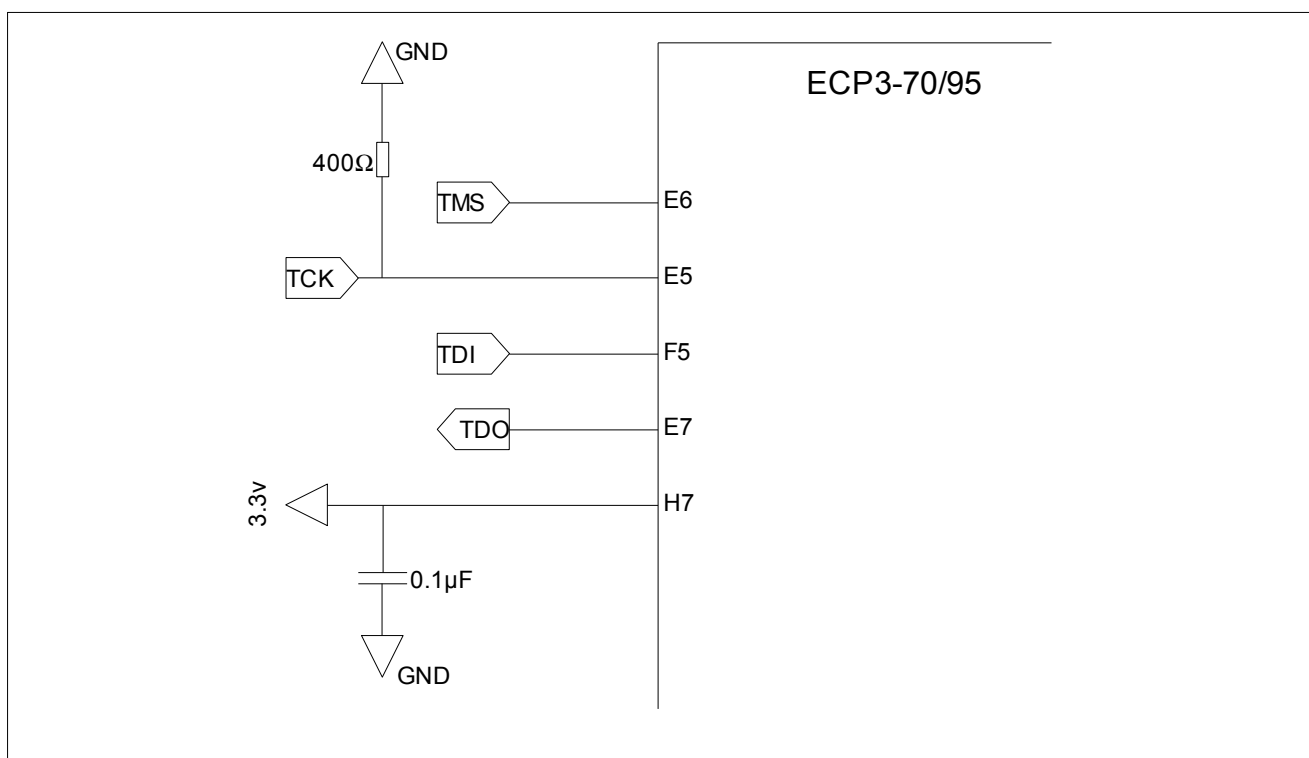 GND
ECP3-70/95
400Ω
TMS
E6
TCK
E5
TDI
F5
TDO
E7
3.3v
H7
0.1µF
GND